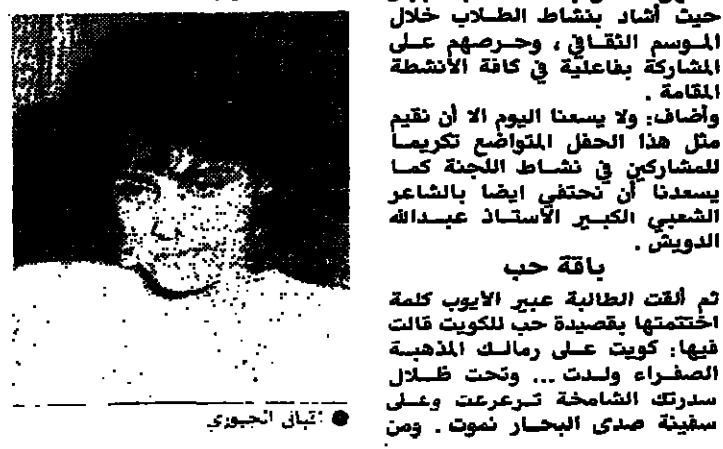 حيث أشاد بنشاط الطلاب خلال
الموسم الثقافي ، وحرصهم على
المشاركة بفاعلية في كافة الأنشطة
المقامة .
وأضاف: ولا يسعنا اليوم الا أن نقيم
مثل هذا الحفل المتواضع تكريما
للمشاركين في نشاط اللجنة كما
يسعدنا أن نحتفي ايضا بالشاعر
الشعبي الكبير الأستاذ عبدالله
الدويش .
باقة حب
ثم ألقت الطالبة عبير الايوب كلمة
اختتمتها بقصيدة حب للكويت قالت
فيها: كويت على رمالك المذهبة
الصفراء ولدت ... وتحت ظلال
سدرتك الشامخة ترعرعت وعلى
سفينة صدى البحار نموت . ومن
● الجبوري